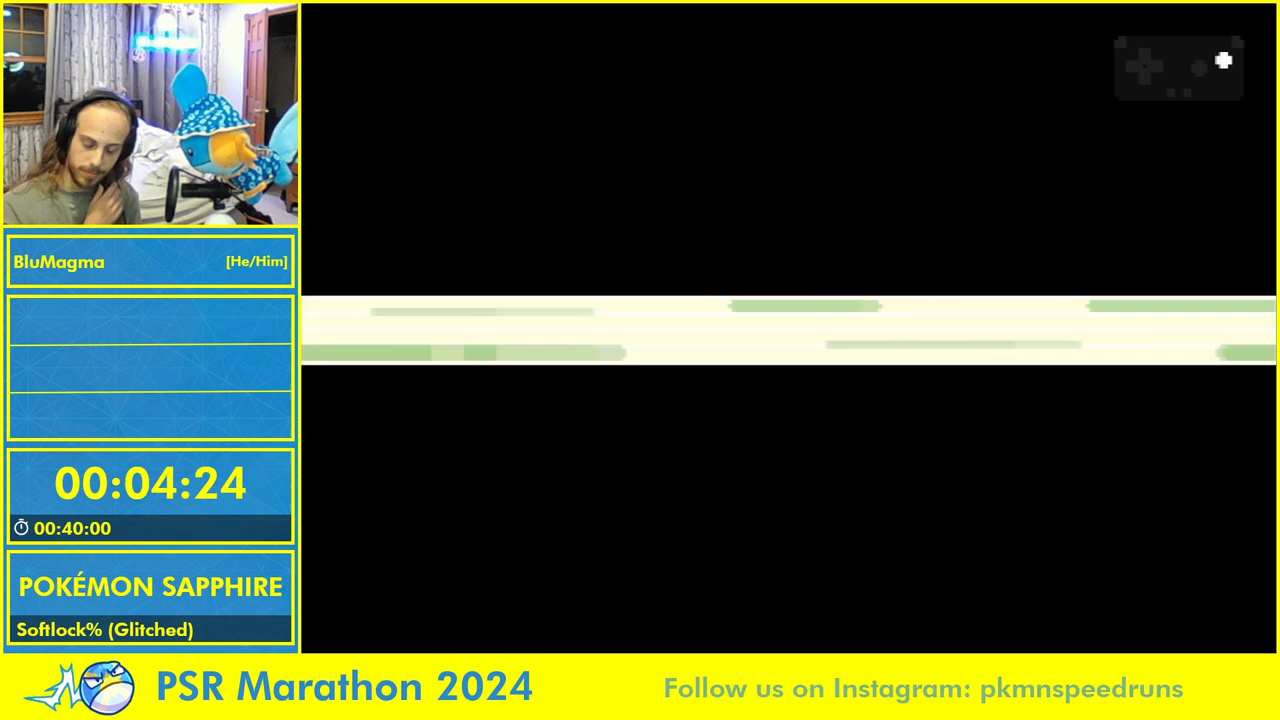 BluMagma [He/Him]
00:04:24
00:40:00
POKÉMON SAPPHIRE
Softlock% (Glitched)
PSR Marathon 2024
Follow us on Instagram: pkmnspeedruns